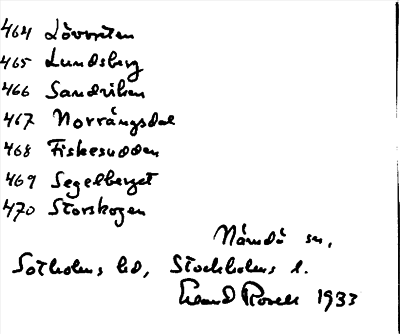 464 Lövviken
465 Lundsberg
466 Sandviken
467 Norrängsdal
468 Fiskesudden
469 Segelberget
470 Storskogen
Nämdö sn,
Sotholms hd, Stockholms l.
1933